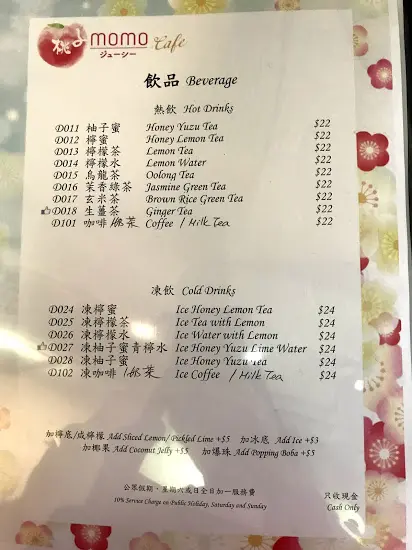 桃よ momo Cafe
ジューシー
飲品 Beverage
熱飲 Hot Drinks
D011 柚子蜜 Honey Yuzu Tea $22
D012 檸蜜 Honey Lemon Tea $22
D013 檸檬茶 Lemon Tea $22
D014 檸檬水 Lemon Water $22
D015 烏龍茶 Oolong Tea $22
D016 茉香綠茶 Jasmine Green Tea $22
D017 玄米茶 Brown Rice Green Tea $22
D018 生薑茶 Ginger Tea $22
D101 咖啡 Coffee / Milk Tea $22
凍飲 Cold Drinks
D024 凍檸蜜 Ice Honey Lemon Tea $24
D025 凍檸檬茶 Ice Tea with Lemon $24
D026 凍檸檬水 Ice Water with Lemon $24
D027 凍柚子蜜青檸水 Ice Honey Yuzu Lime Water $24
D028 凍柚子蜜 Ice Honey Yuzu Tea $24
D102 凍咖啡 Ice Coffee / Milk Tea $24
加檸底/咸檸檬 Add Sliced Lemon/ Pickled Lime +$5 加冰底 Add Ice +$3
加椰果 Add Coconut Jelly +$5 加爆珠 Add Popping Boba +$5
公眾假期、星期六或日全日加一服務費
10% Service Charge on Public Holiday, Saturday and Sunday
只收現金
Cash Only